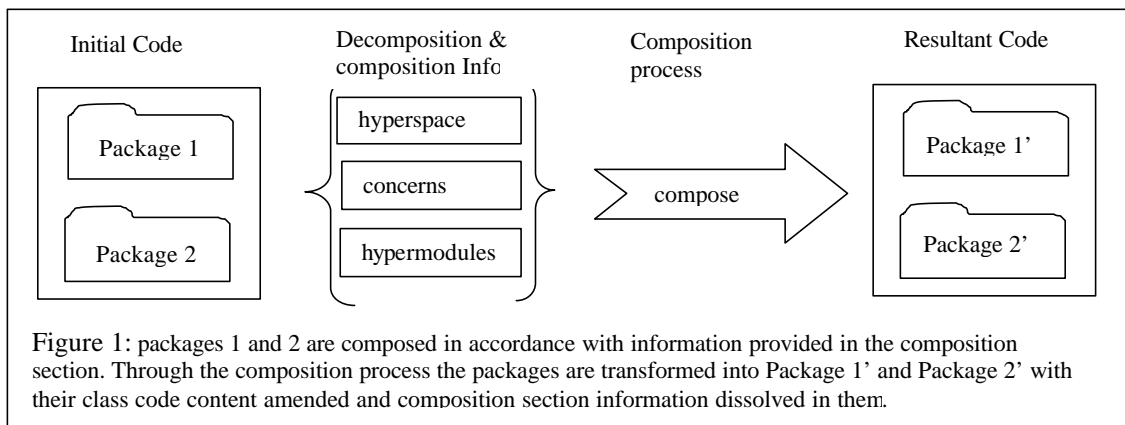 Initial Code
Decomposition &
composition Info
Composition
process
Resultant Code
Package 1
Package 2
hyperspace
concerns
hypermodules
compose
Package 1’
Package 2’
Figure 1: packages 1 and 2 are composed in accordance with information provided in the composition
section. Through the composition process the packages are transformed into Package 1’ and Package 2’ with
their class code content amended and composition section information dissolved in them.